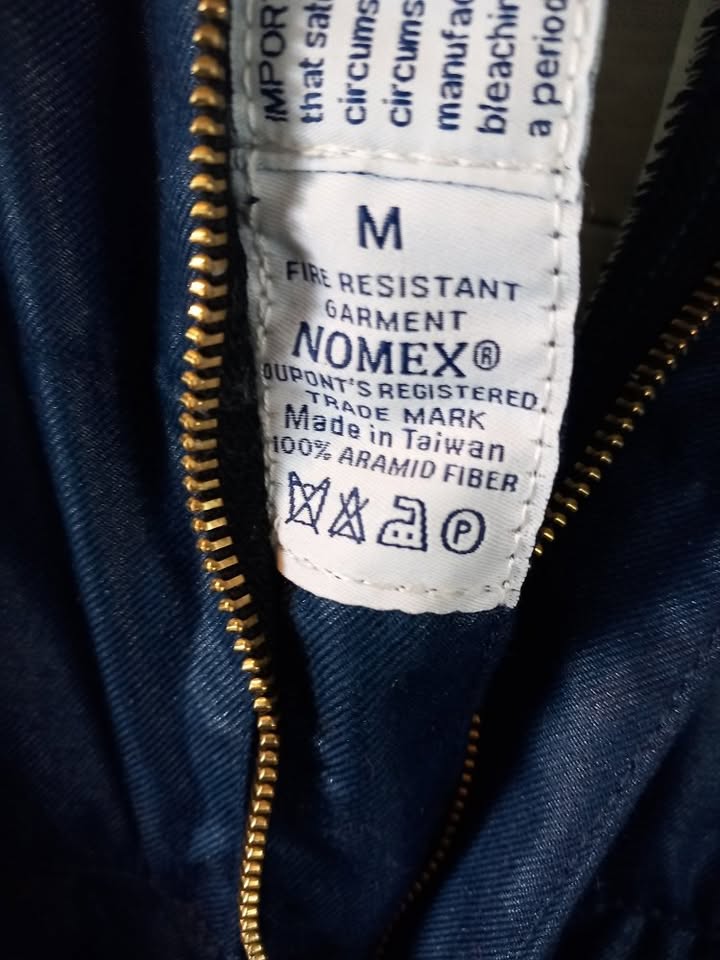 IMPOR
that sat
circums
circums
manufac
bleachin
a period
M
FIRE RESISTANT
GARMENT
NOMEX®
DUPONT'S REGISTERED
TRADE MARK
Made in Taiwan
100% ARAMID FIBER
P